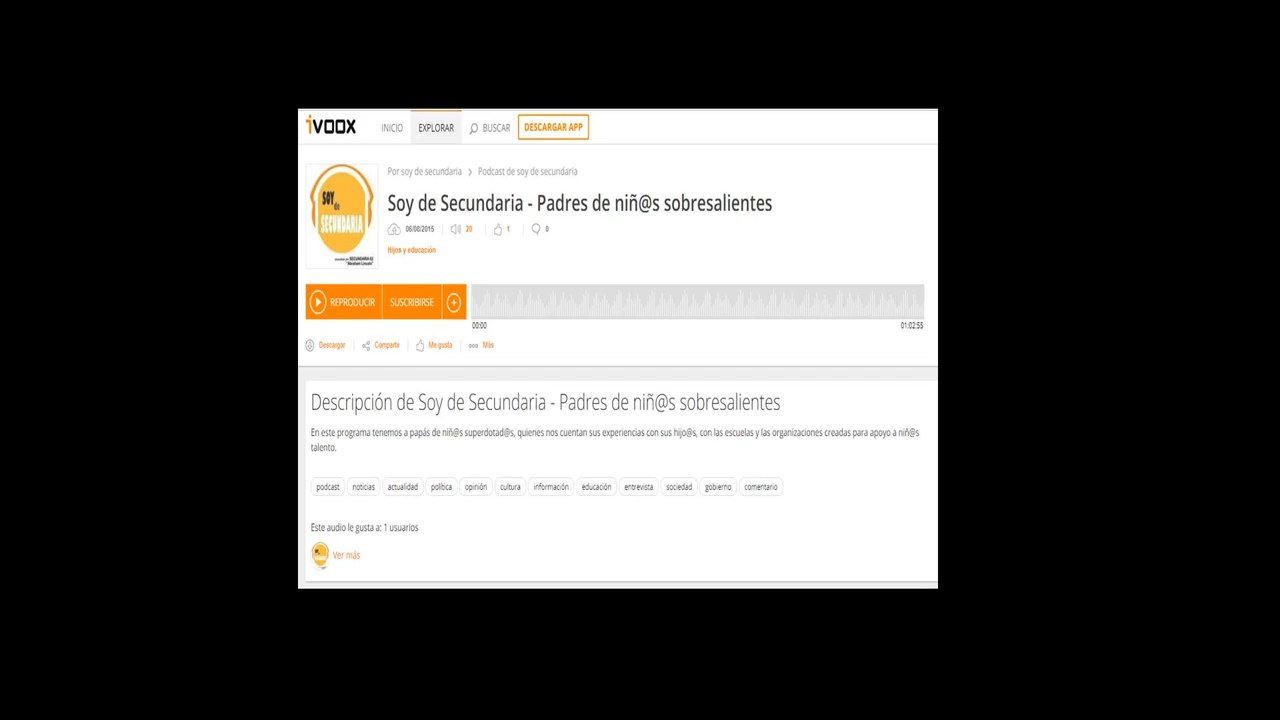 iVOOX INICIO EXPLORAR BUSCAR DESCARGAR APP
Por soy de secundaria > Podcast de soy de secundaria
Soy de Secundaria - Padres de niñ@s sobresalientes
06/08/2015 20 1 0
Hijos y educación
SOY
de
SECUNDARIA
REPRODUCIR SUSCRIBIRSE
00:00 01:02:55
Descargar Compartir Me gusta Más
Descripción de Soy de Secundaria - Padres de niñ@s sobresalientes
En este programa tenemos a papás de niñ@s superdotad@s, quienes nos cuentan sus experiencias con sus hijo@s, con las escuelas y las organizaciones creadas para apoyo a niñ@s
talento.
podcast noticias actualidad política opinión cultura información educación entrevista sociedad gobierno comentario
Este audio le gusta a: 1 usuarios
Ver más